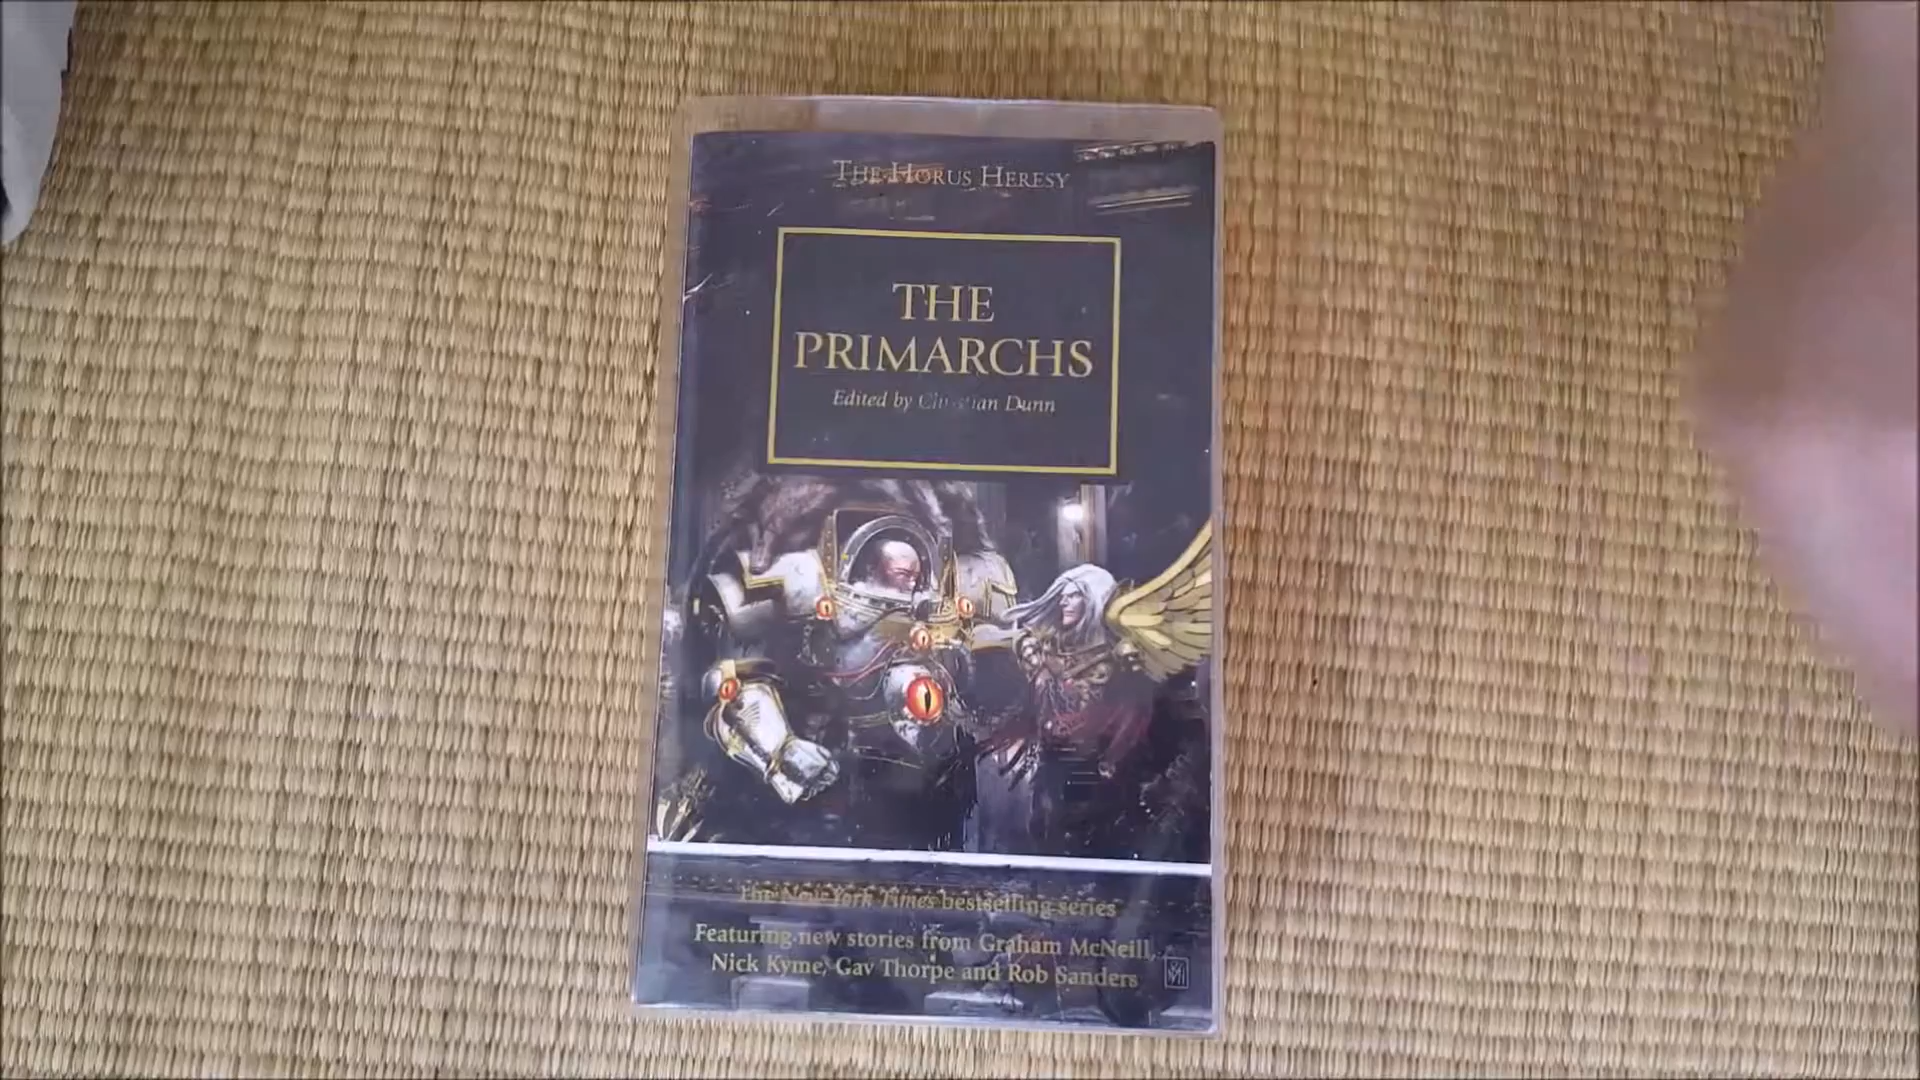 THE HORUS HERESY
THE
PRIMARCHS
Edited by Christian Dunn
The New York Times bestselling series
Featuring new stories from Graham McNeill,
Nick Kyme, Gav Thorpe and Rob Sanders